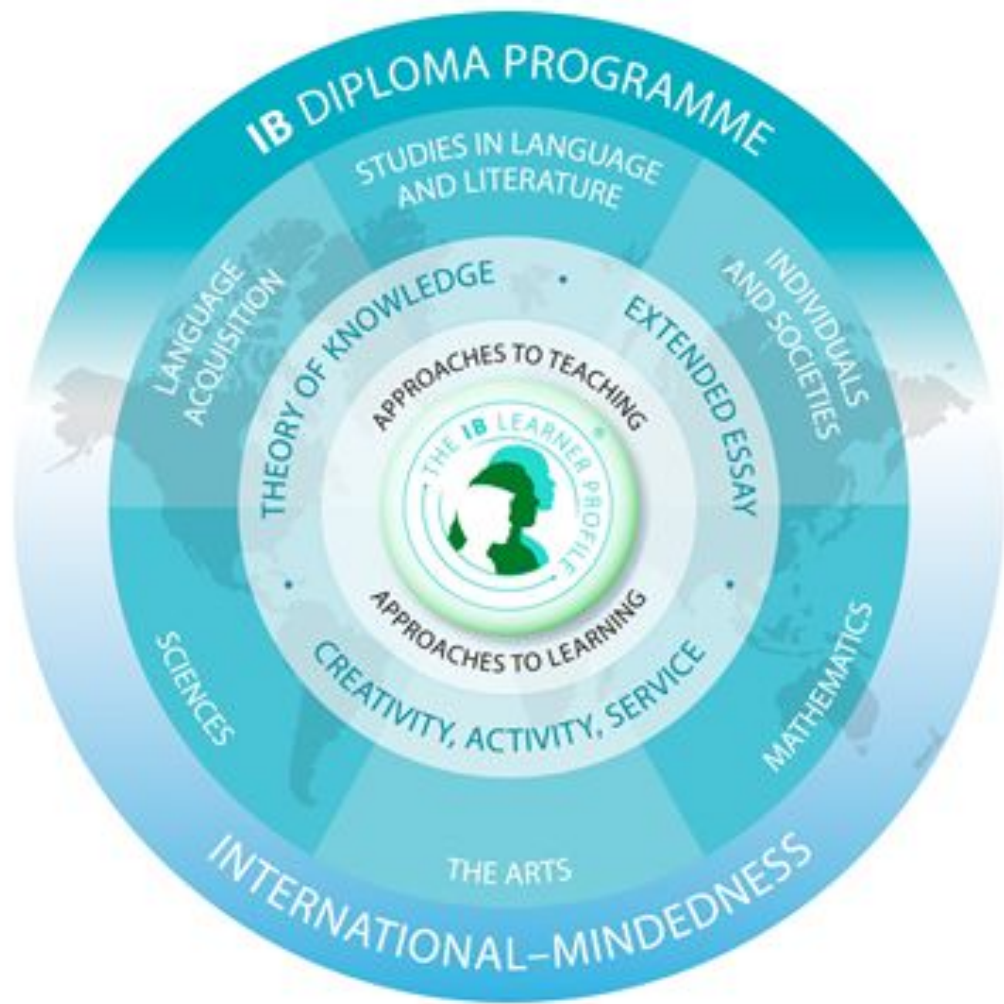 IB DIPLOMA PROGRAMME
STUDIES IN LANGUAGE
AND LITERATURE
LANGUAGE
ACQUISITION
INDIVIDUALS
AND SOCIETIES
THEORY OF KNOWLEDGE
•
EXTENDED ESSAY
APPROACHES TO TEACHING
THE IB LEARNER PROFILE
®
APPROACHES TO LEARNING
•
CREATIVITY, ACTIVITY, SERVICE
•
SCIENCES
MATHEMATICS
THE ARTS
INTERNATIONAL–MINDEDNESS